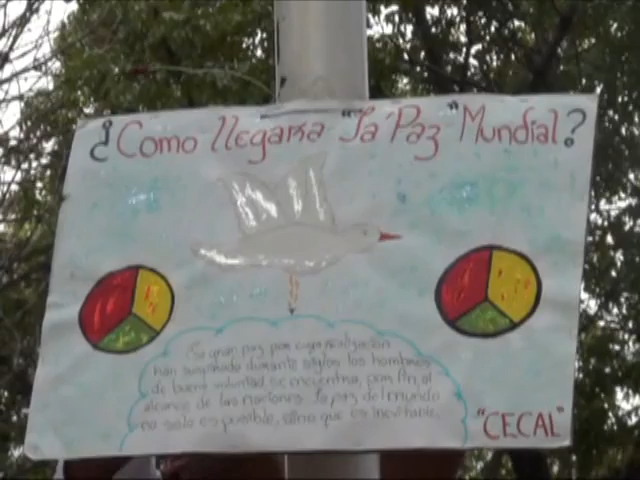 ¿Como llegara "La Paz" Mundial?
La gran paz por cuya realización
han suspirado durante siglos los hombres
de buena voluntad se encuentra, por fin, al
alcance de las naciones. La paz del mundo
no solo es posible, sino que es inevitable.
"CECAL"